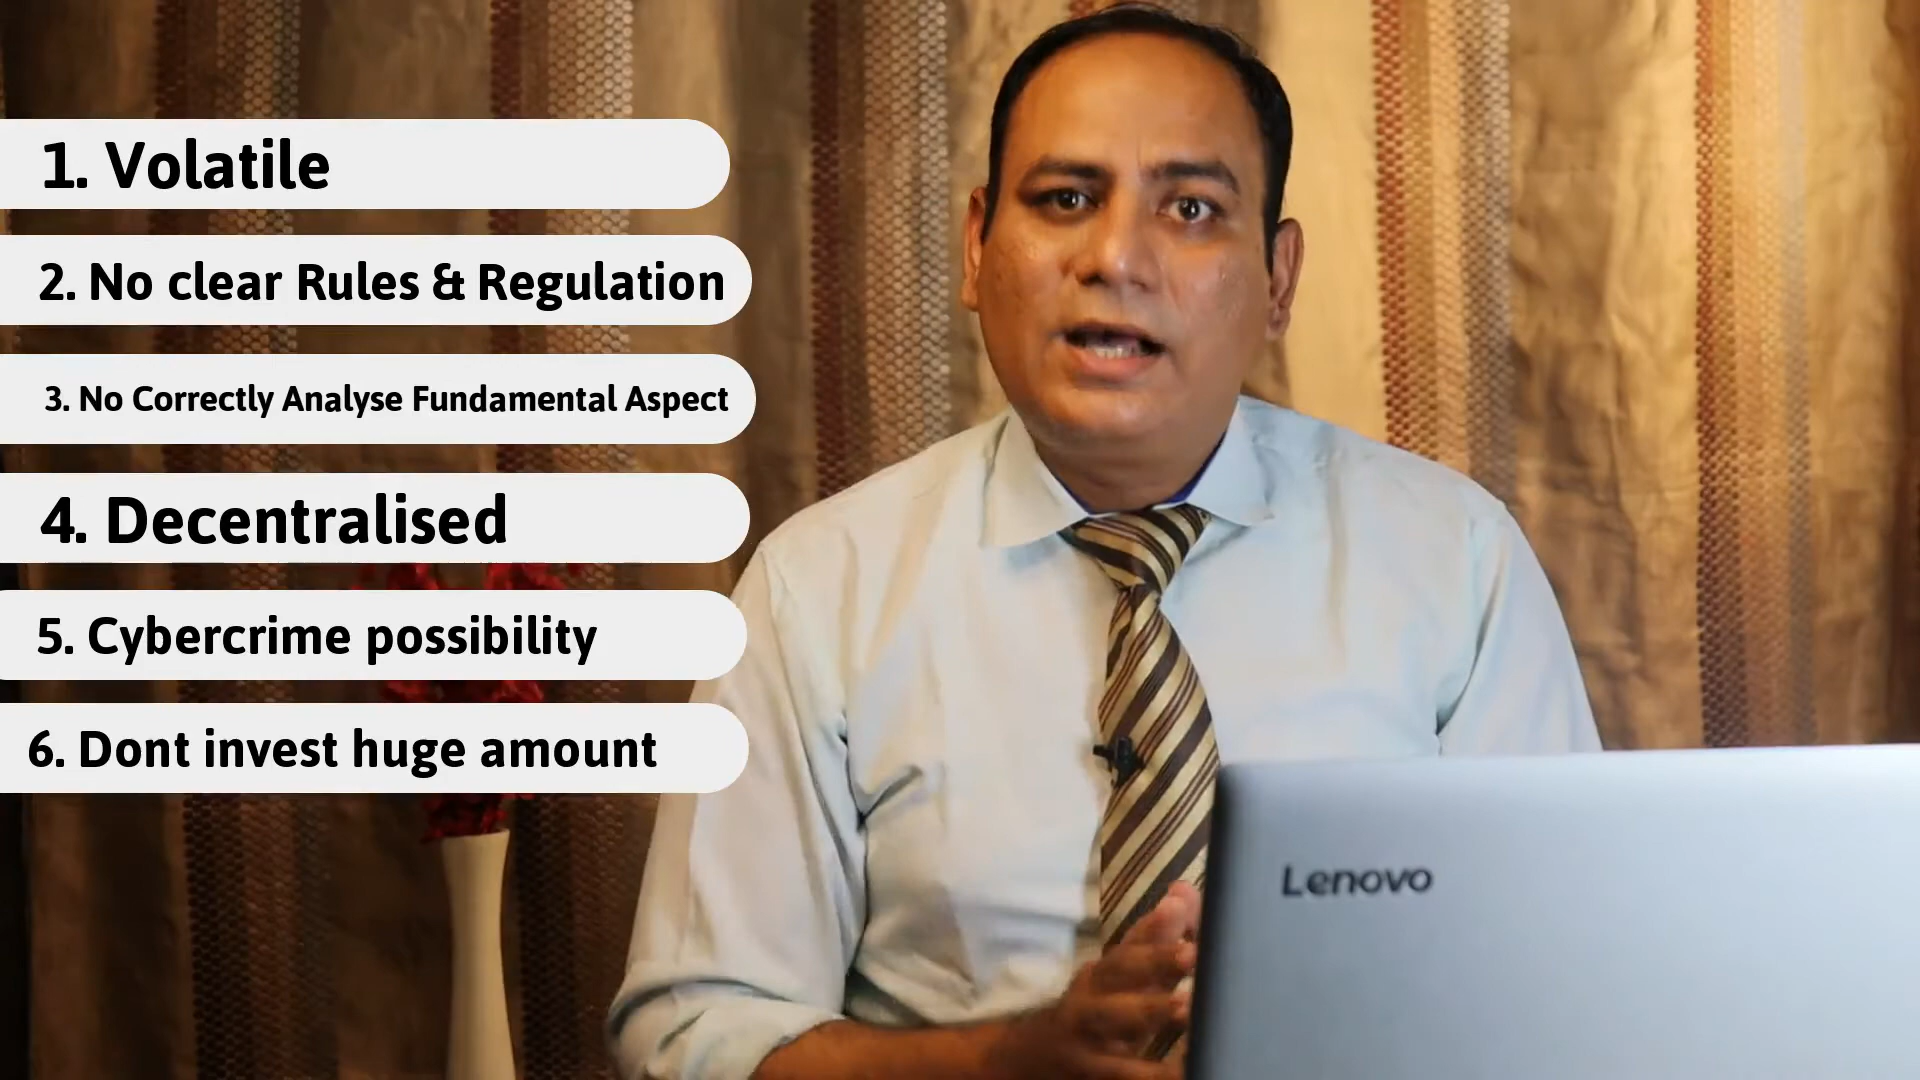 1. Volatile
2. No clear Rules & Regulation
3. No Correctly Analyse Fundamental Aspect
4. Decentralised
5. Cybercrime possibility
6. Dont invest huge amount
Lenovo